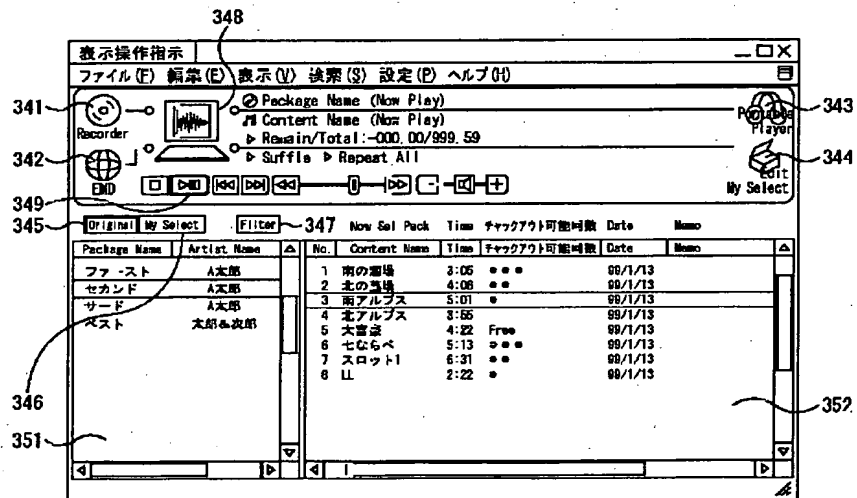 348
表示操作指示
ファイル(F) 編集(E) 表示(V) 検索(S) 設定(P) ヘルプ(H)
341
Recorder
Package Name (Now Play)
Content Name (Now Play)
Remain/Total:-000.00/999.59
Suffle Repeat All
343
Portable Player
342
EMD
344
Edit
My Select
349
345
Original My Select Filter
347
Now Sel Pack Time チャックアウト可能回数 Date Memo
Package Name Artist Name
No. Content Name Time チャックアウト可能回数 Date Memo
ファ-スト A太郎
セカンド A太郎
サード A太郎
ベスト 太郎&次郎
1 南の酒場 3:05 ●●● 99/1/13
2 北の 場 4:06 ●● 99/1/13
3 南アルプス 5:01 ● 99/1/13
4 北アルプス 3:55 99/1/13
5 大富豪 4:22 Free 99/1/13
6 七ならべ 5:13 ●●● 99/1/13
7 スロット1 6:31 ●● 99/1/13
8 LL 2:22 ● 99/1/13
346
351
352